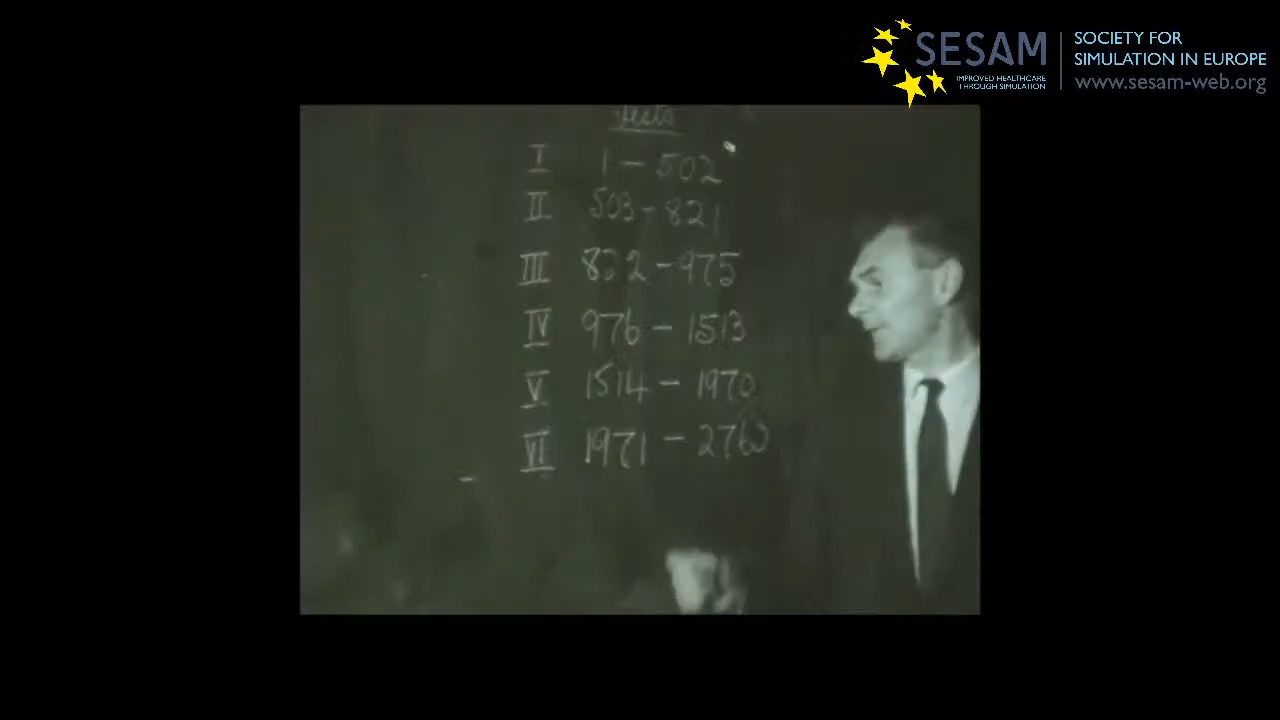 SESAM
IMPROVED HEALTHCARE
THROUGH SIMULATION
SOCIETY FOR
SIMULATION IN EUROPE
www.sesam-web.org
Tests
I 1 - 502
II 503 - 821
III 822 - 975
IV 976 - 1513
V 1514 - 1970
VI 1971 - 2760